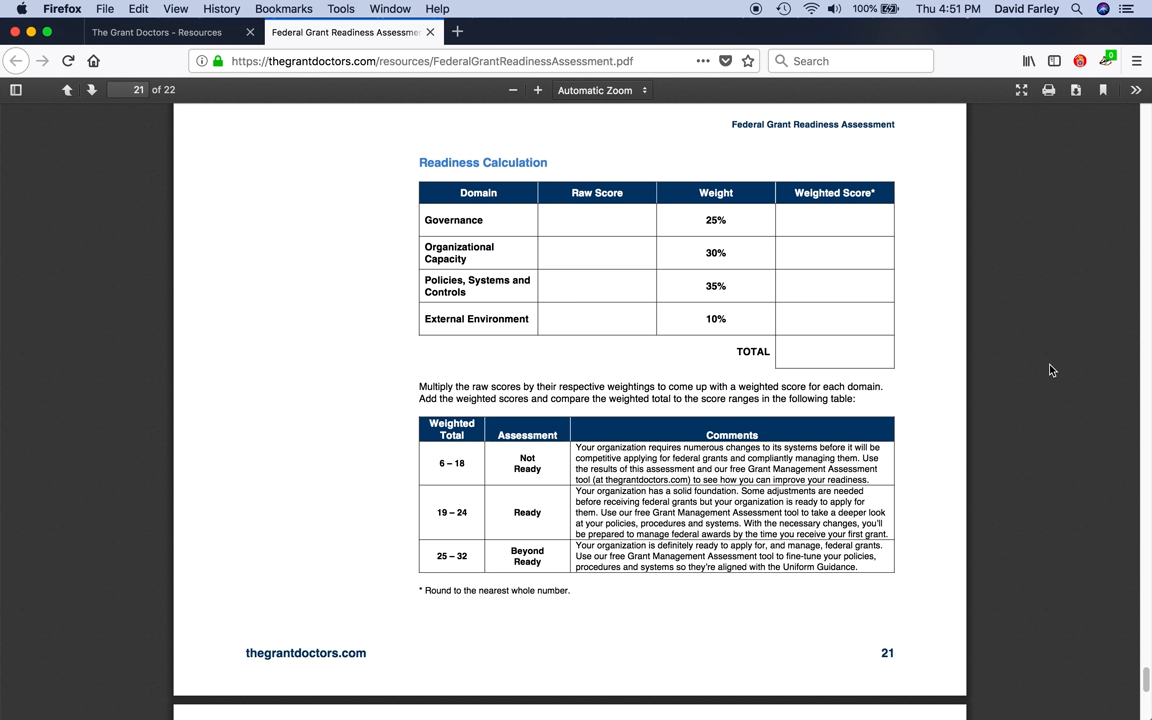 Firefox File Edit View History Bookmarks Tools Window Help 100% Thu 4:51 PM David Farley
The Grant Doctors - Resources Federal Grant Readiness Assessme
https://thegrantdoctors.com/resources/FederalGrantReadinessAssessment.pdf Search 0
21 of 22 Automatic Zoom
Federal Grant Readiness Assessment
Readiness Calculation
Domain Raw Score Weight Weighted Score*
Governance 25%
Organizational
Capacity 30%
Policies, Systems and
Controls 35%
External Environment 10%
TOTAL
Multiply the raw scores by their respective weightings to come up with a weighted score for each domain.
Add the weighted scores and compare the weighted total to the score ranges in the following table:
Weighted
Total Assessment Comments
6 – 18
Not
Ready
Your organization requires numerous changes to its systems before it will be
competitive applying for federal grants and compliantly managing them. Use
the results of this assessment and our free Grant Management Assessment
tool (at thegrantdoctors.com) to see how you can improve your readiness.
19 – 24
Ready
Your organization has a solid foundation. Some adjustments are needed
before receiving federal grants but your organization is ready to apply for
them. Use our free Grant Management Assessment tool to take a deeper look
at your policies, procedures and systems. With the necessary changes, you'll
be prepared to manage federal awards by the time you receive your first grant.
25 – 32
Beyond
Ready
Your organization is definitely ready to apply for, and manage, federal grants.
Use our free Grant Management Assessment tool to fine-tune your policies,
procedures and systems so they're aligned with the Uniform Guidance.
* Round to the nearest whole number.
thegrantdoctors.com 21